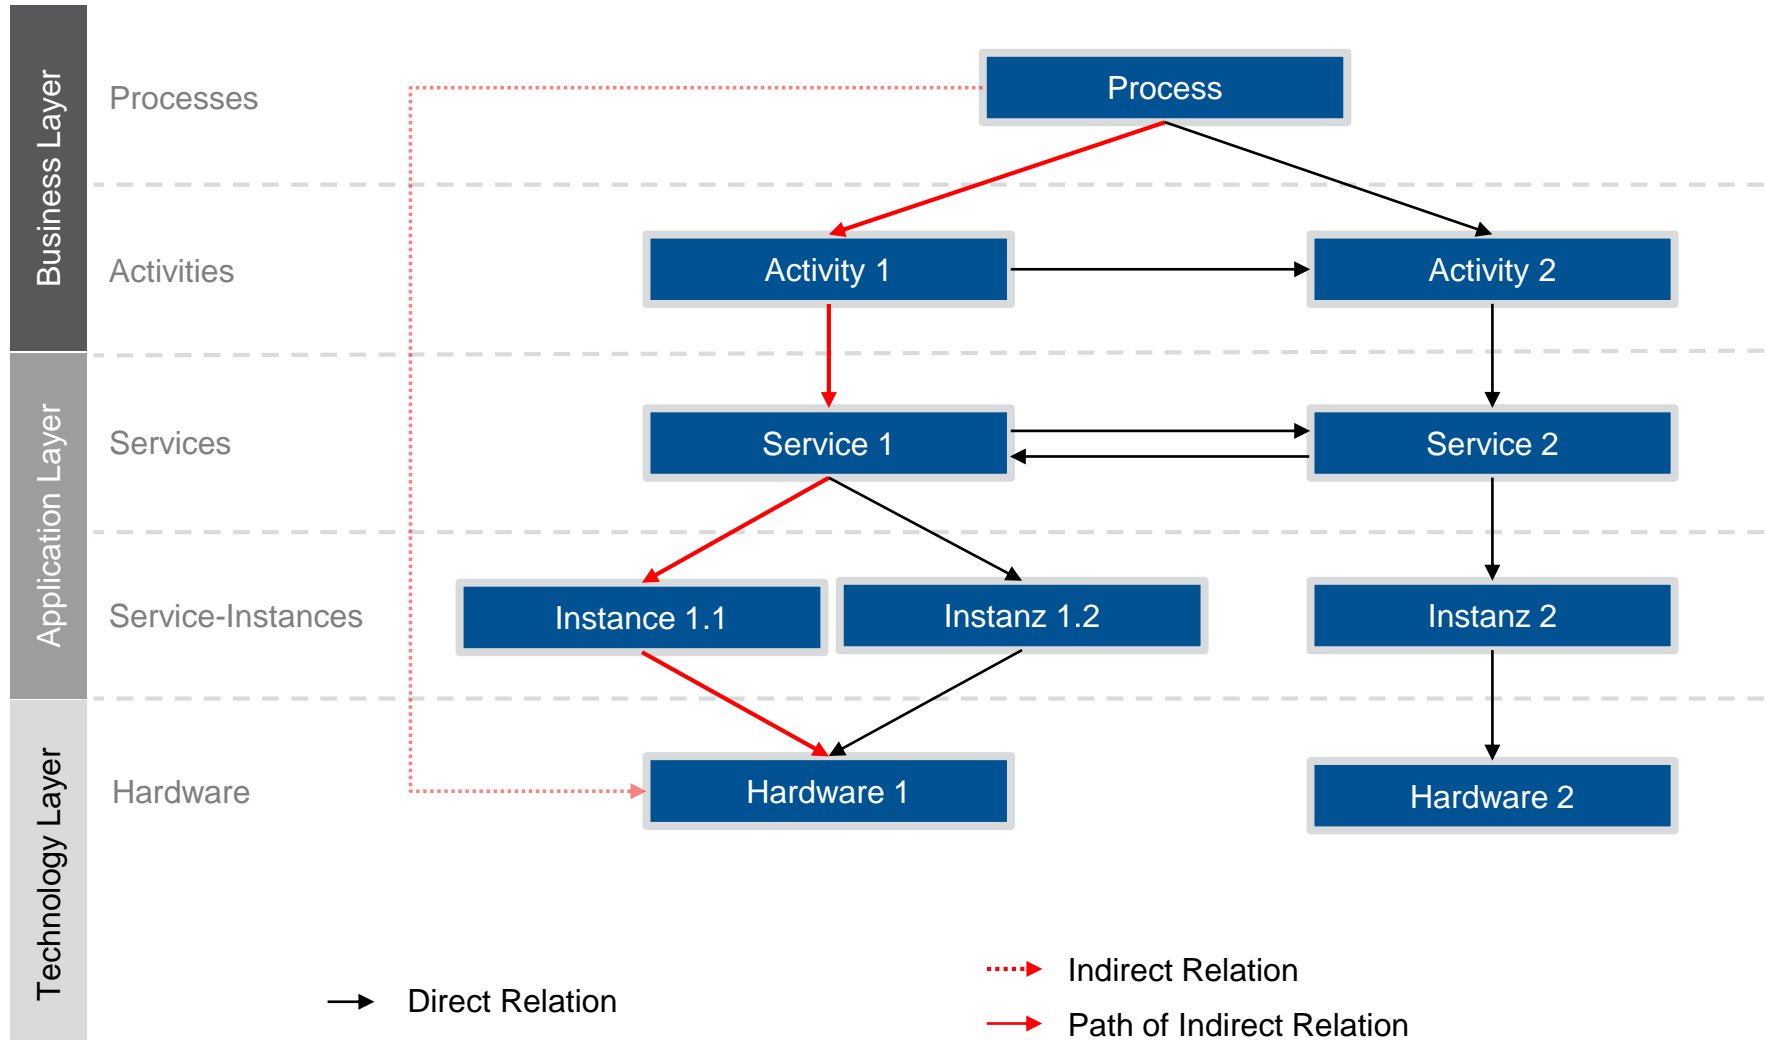 Business Layer
Processes
Process
Activities
Activity 1
Activity 2
Application Layer
Services
Service 1
Service 2
Service-Instances
Instance 1.1
Instanz 1.2
Instanz 2
Technology Layer
Hardware
Hardware 1
Hardware 2
Direct Relation
Indirect Relation
Path of Indirect Relation